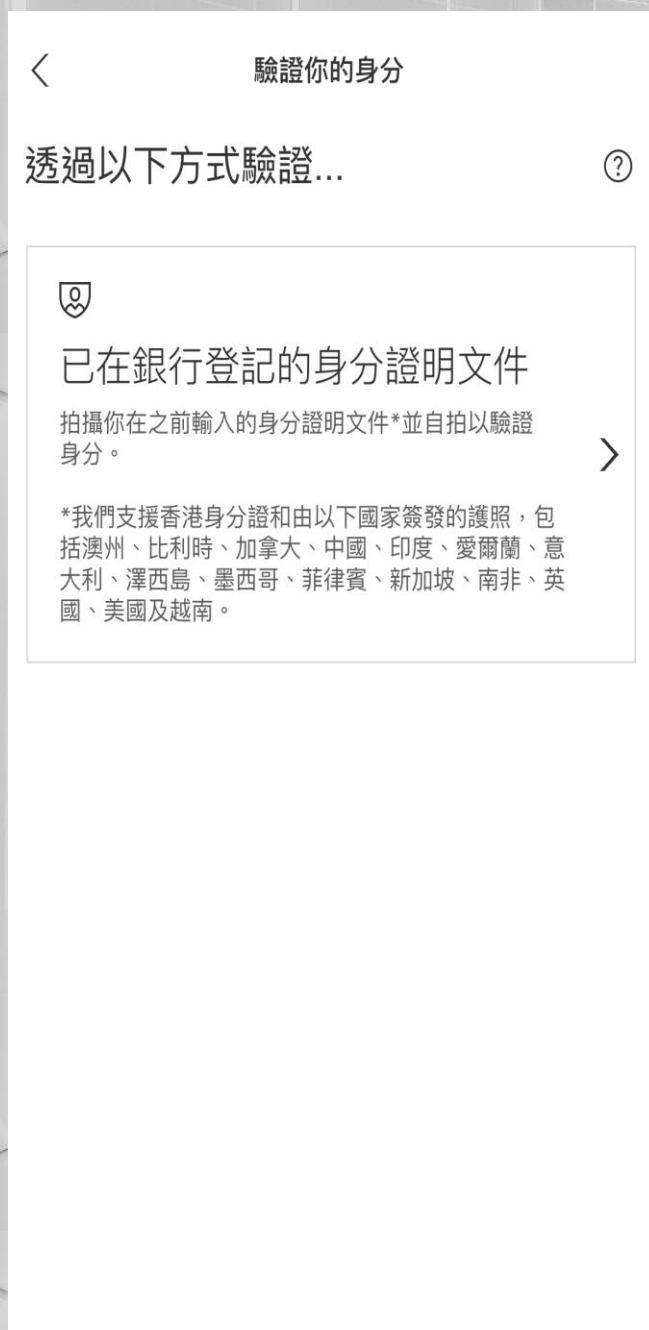 驗證你的身分
透過以下方式驗證...
已在銀行登記的身分證明文件
拍攝你在之前輸入的身分證明文件*並自拍以驗證
身分。
*我們支援香港身分證和由以下國家簽發的護照，包
括澳州、比利時、加拿大、中國、印度、愛爾蘭、意
大利、澤西島、墨西哥、菲律賓、新加坡、南非、英
國、美國及越南。